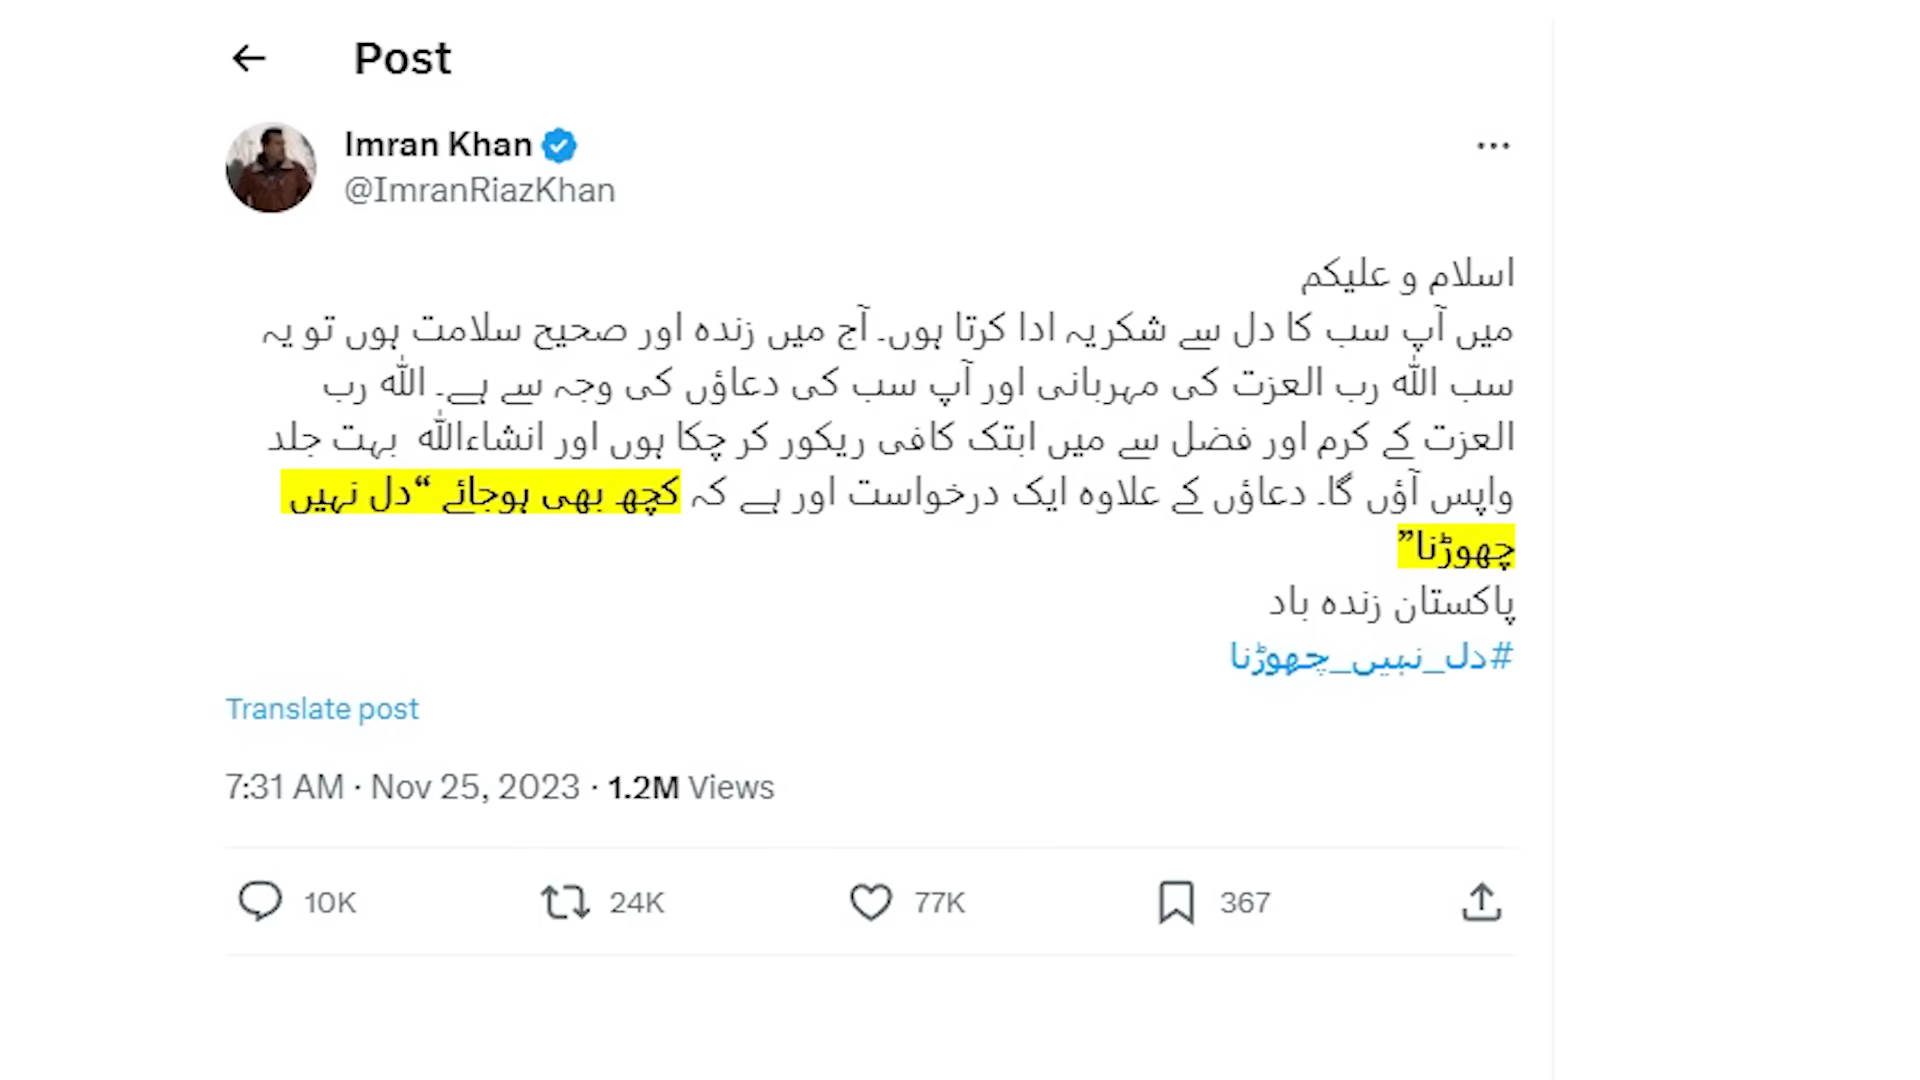 Post
Imran Khan
@ImranRiazKhan
اسلام و علیکم
میں آپ سب کا دل سے شکریہ ادا کرتا ہوں۔ آج میں زندہ اور صحیح سلامت ہوں تو یہ
سب اللّٰہ رب العزت کی مہربانی اور آپ سب کی دعاؤں کی وجہ سے ہے۔ اللّٰہ رب
العزت کے کرم اور فضل سے میں ابتک کافی ریکور کر چکا ہوں اور انشاءاللّٰہ بہت جلد
واپس آؤں گا۔ دعاؤں کے علاوہ ایک درخواست اور ہے کہ کچھ بھی ہوجائے “دل نہیں
چھوڑنا”
پاکستان زندہ باد
#دل_نہیں_چھوڑنا
Translate post
7:31 AM · Nov 25, 2023 · 1.2M Views
10K 24K 77K 367